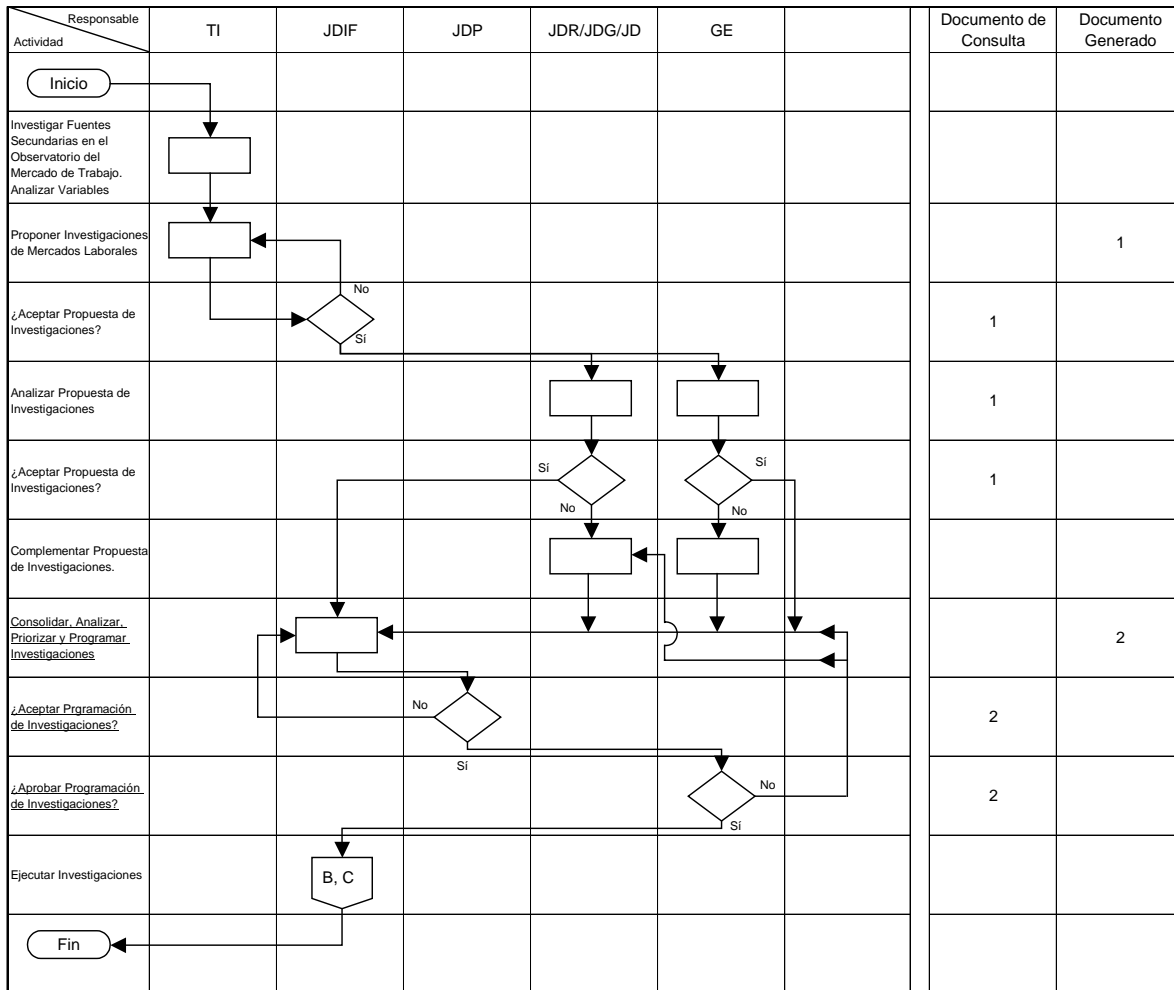 Responsable
Actividad
TI
JDIF
JDP
JDR/JDG/JD
GE
Documento de
Consulta
Documento
Generado
Inicio
Investigar Fuentes
Secundarias en el
Observatorio del
Mercado de Trabajo.
Analizar Variables
Proponer Investigaciones
de Mercados Laborales
1
No
¿Aceptar Propuesta de
Investigaciones?
Sí
1
Analizar Propuesta de
Investigaciones
1
¿Aceptar Propuesta de
Investigaciones?
Sí
No
Sí
No
1
Complementar Propuesta
de Investigaciones.
Consolidar, Analizar,
Priorizar y Programar
Investigaciones
2
¿Aceptar Prgramación
de Investigaciones?
No
Sí
2
¿Aprobar Programación
de Investigaciones?
No
Sí
2
Ejecutar Investigaciones
B, C
Fin